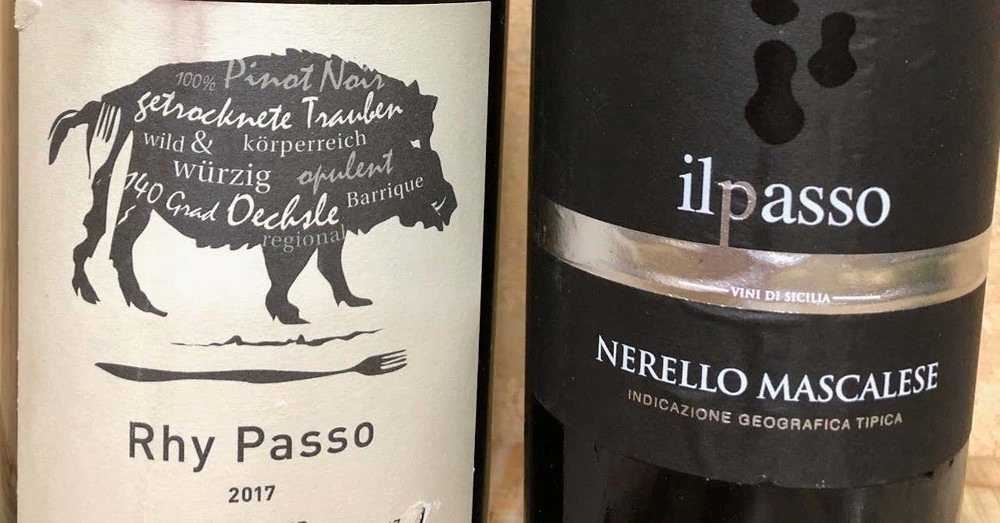 100% Pinot Noir
getrocknete Trauben
wild & körperreich
würzig opulent
140 Grad Oechsle Barrique
regional
Rhy Passo
2017
ilpasso
VINI DI SICILIA
NERELLO MASCALESE
INDICAZIONE GEOGRAFICA TIPICA